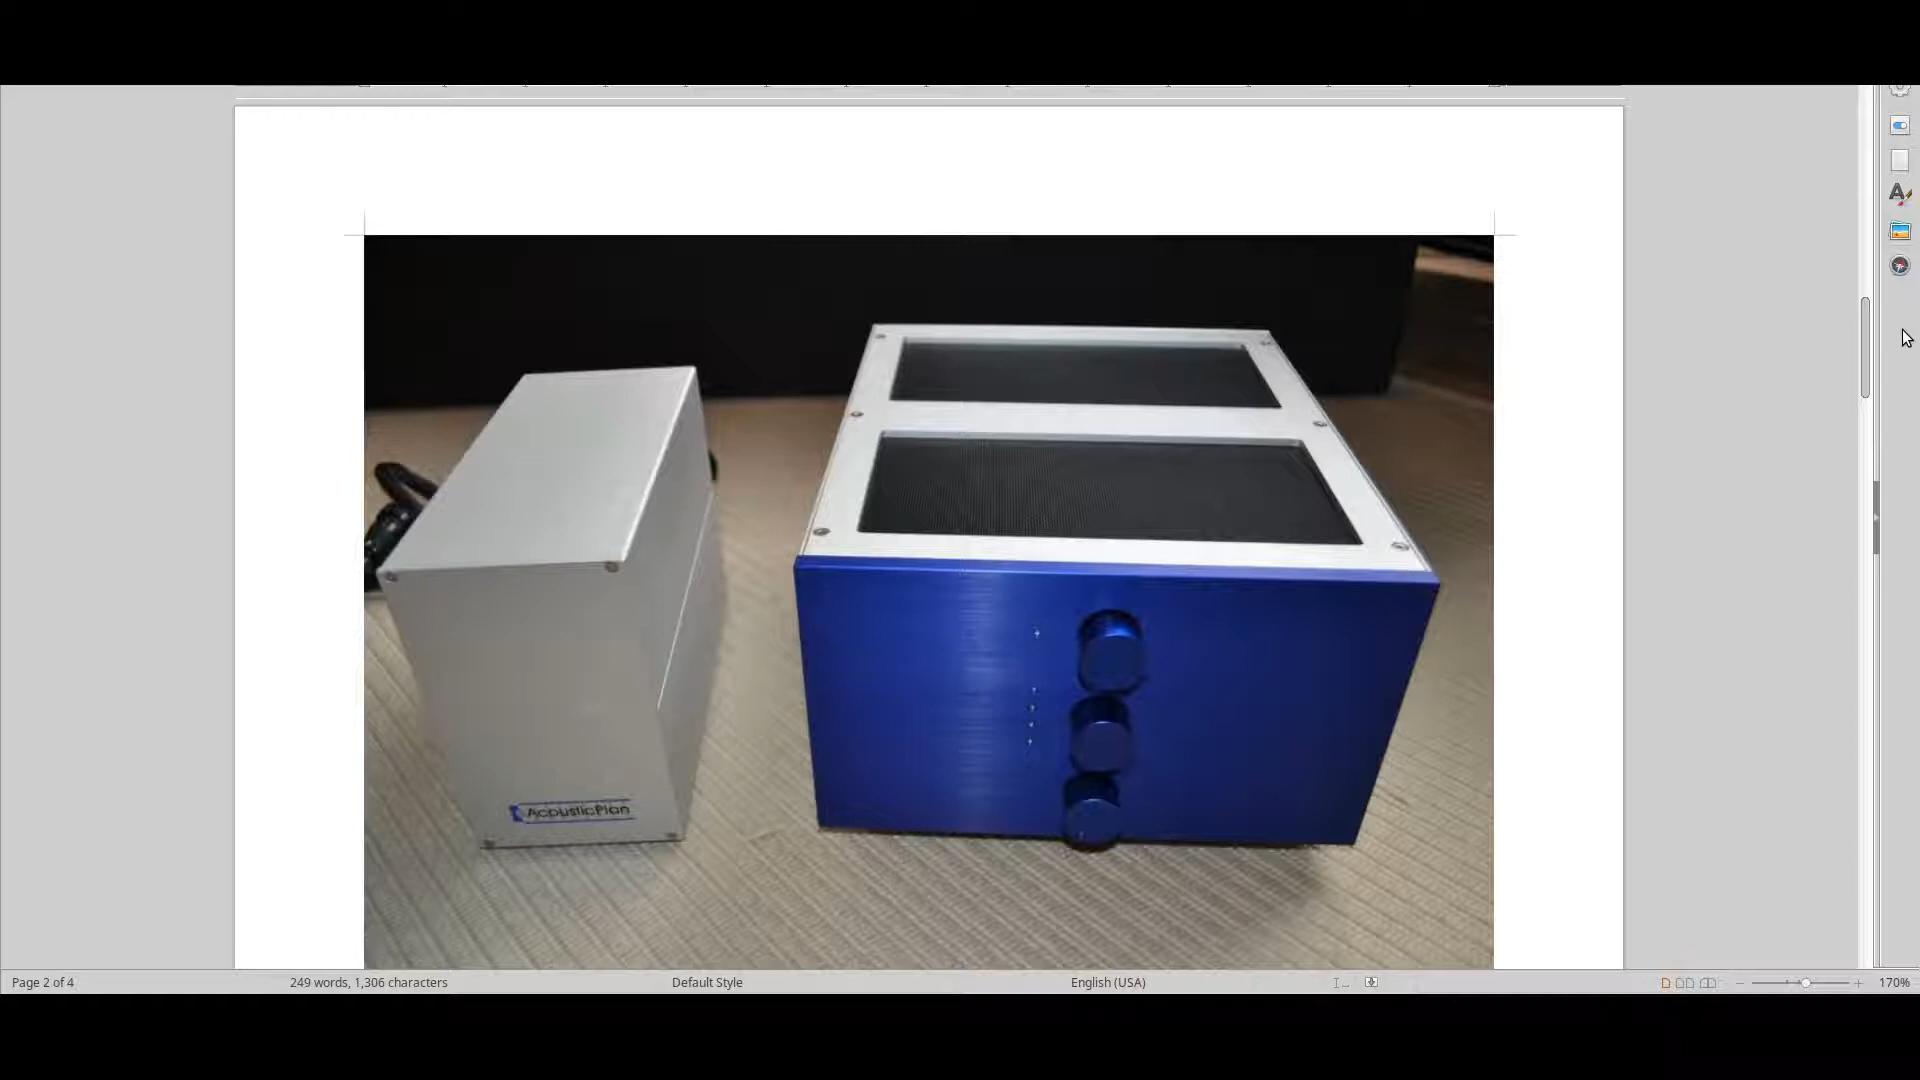 AcousticPlan
Page 2 of 4
249 words, 1,306 characters
Default Style
English (USA)
170%